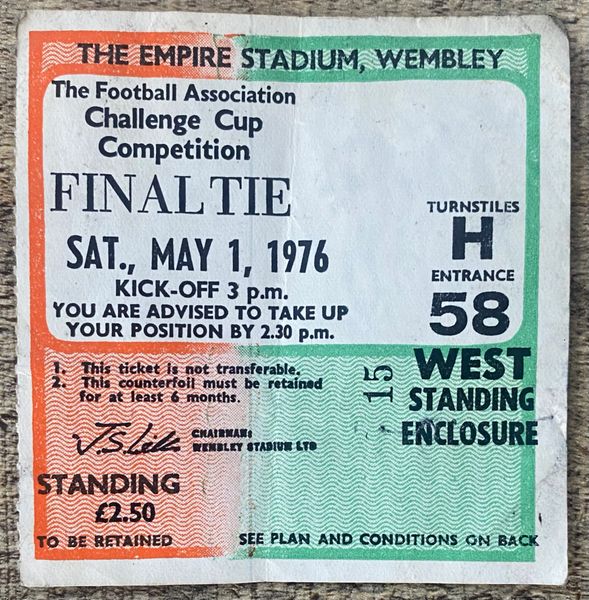 THE EMPIRE STADIUM, WEMBLEY
The Football Association
Challenge Cup
Competition
FINAL TIE
SAT., MAY 1, 1976
KICK-OFF 3 p.m.
YOU ARE ADVISED TO TAKE UP
YOUR POSITION BY 2.30 p.m.
TURNSTILES
H
ENTRANCE
58
1. This ticket is not transferable.
2. This counterfoil must be retained
for at least 6 months.
CHAIRMAN:
WEMBLEY STADIUM LTD
15
WEST
STANDING
ENCLOSURE
STANDING
£2.50
TO BE RETAINED
SEE PLAN AND CONDITIONS ON BACK